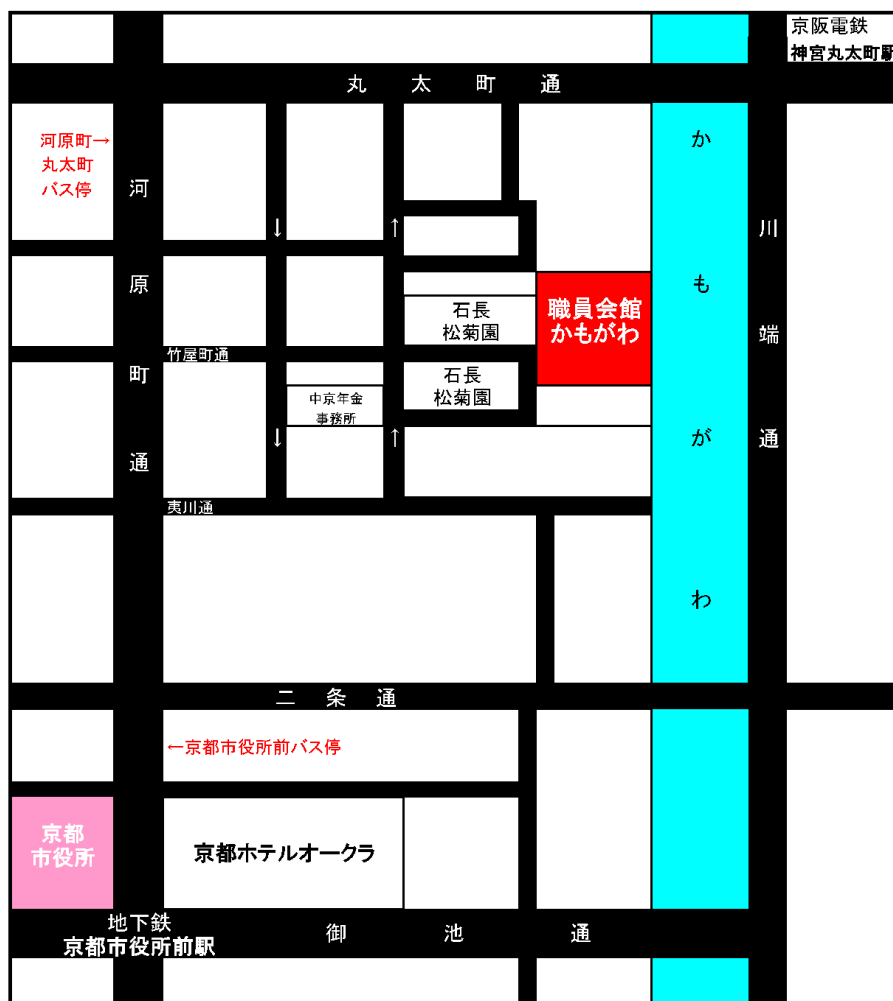 京阪電鉄
神宮丸太町駅
丸太町通
河原町→
丸太町
バス停
河原町通
↓
↑
かもがわ
川端通
石長
松菊園
職員会館
かもがわ
竹屋町通
石長
松菊園
中京年金
事務所
↓
↑
夷川通
二条通
←京都市役所前バス停
京都
市役所
京都ホテルオークラ
地下鉄
京都市役所前駅
御池通